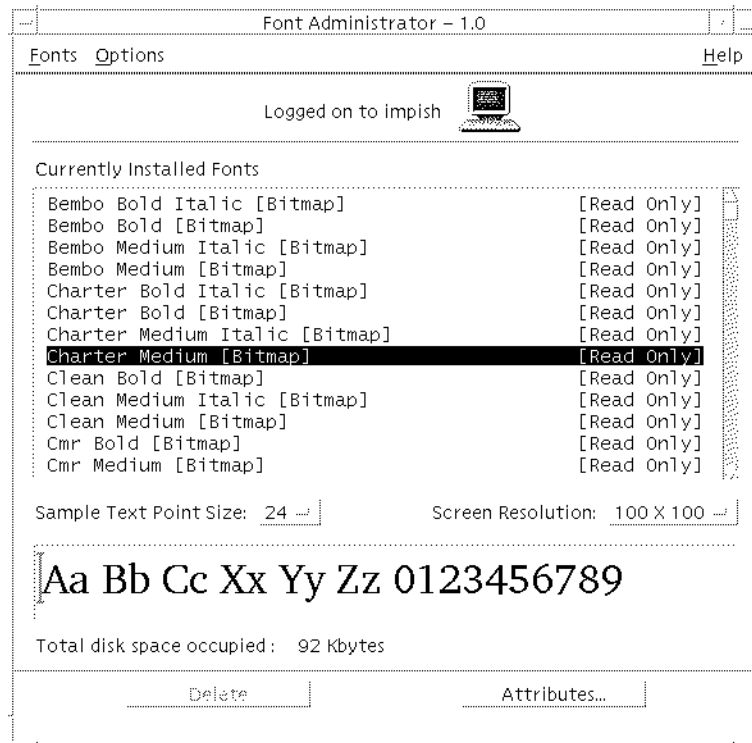 Font Administrator – 1.0
Fonts Options Help
Logged on to impish
Currently Installed Fonts
Bembo Bold Italic [Bitmap] [Read Only]
Bembo Bold [Bitmap] [Read Only]
Bembo Medium Italic [Bitmap] [Read Only]
Bembo Medium [Bitmap] [Read Only]
Charter Bold Italic [Bitmap] [Read Only]
Charter Bold [Bitmap] [Read Only]
Charter Medium Italic [Bitmap] [Read Only]
Charter Medium [Bitmap] [Read Only]
Clean Bold [Bitmap] [Read Only]
Clean Medium Italic [Bitmap] [Read Only]
Clean Medium [Bitmap] [Read Only]
Cmr Bold [Bitmap] [Read Only]
Cmr Medium [Bitmap] [Read Only]
Sample Text Point Size: 24 Screen Resolution: 100 X 100
Aa Bb Cc Xx Yy Zz 0123456789
Total disk space occupied : 92 Kbytes
Delete Attributes...